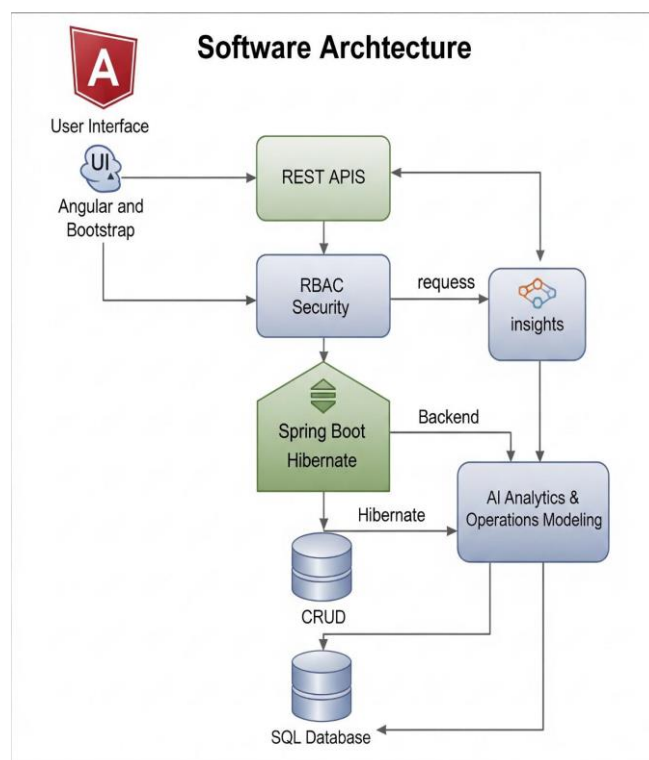 Software Archtecture
A
User Interface
UI
Angular and
Bootstrap
REST APIS
RBAC
Security
requess
insights
Spring Boot
Hibernate
Backend
AI Analytics &
Operations Modeling
Hibernate
CRUD
SQL Database